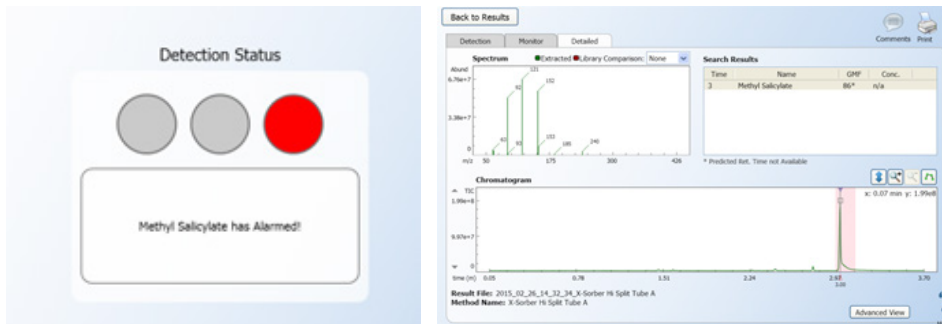 Detection Status
Methyl Salicylate has Alarmed!
Back to Results
Comments Print
Detection Monitor Detailed
Spectrum Extracted Library Comparison: None
Abund
6.76e+7
3.38e+7
0
121
92
152
63
93
153
185
240
m/z 50 175 300 428
Search Results
Time Name GMF Conc.
3 Methyl Salicylate 86* n/a
* Predicted Ret. Time not Available
Chromatogram
TIC
1.99e+8
9.97e+7
0
x: 0.07 min y: 1.99e8
time (m) 0.05 0.78 1.51 2.24 2.97 3.70
3.00
Result File: 2015_02_26_14_32_34_X-Sorber Hi Split Tube A
Method Name: X-Sorber Hi Split Tube A
Advanced View